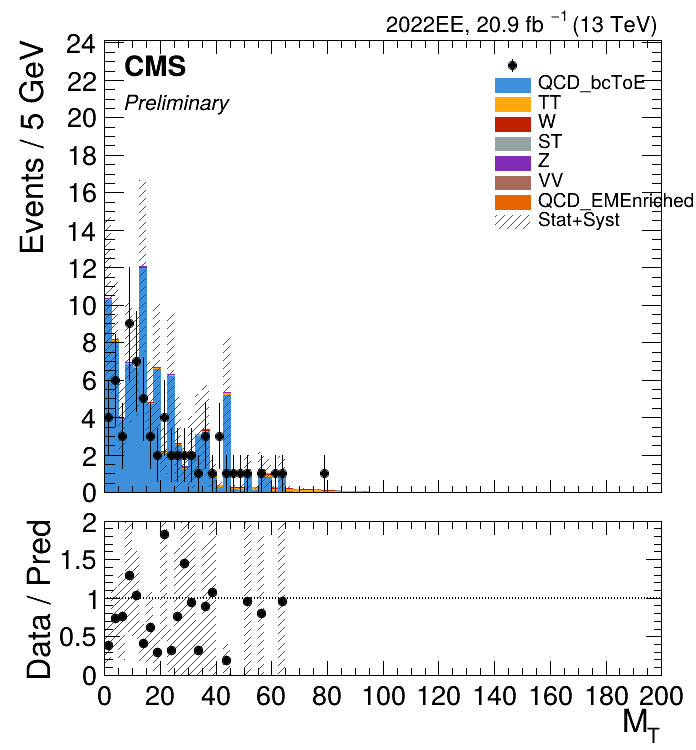 2022EE, 20.9 fb⁻¹ (13 TeV)
Events / 5 GeV
24
22
20
18
16
14
12
10
8
6
4
2
0
CMS
Preliminary
QCD_bcToE
TT
W
ST
Z
VV
QCD_EMEnriched
Stat+Syst
Data / Pred
2
1.5
1
0.5
0
0 20 40 60 80 100 120 140 160 180 200
M_T